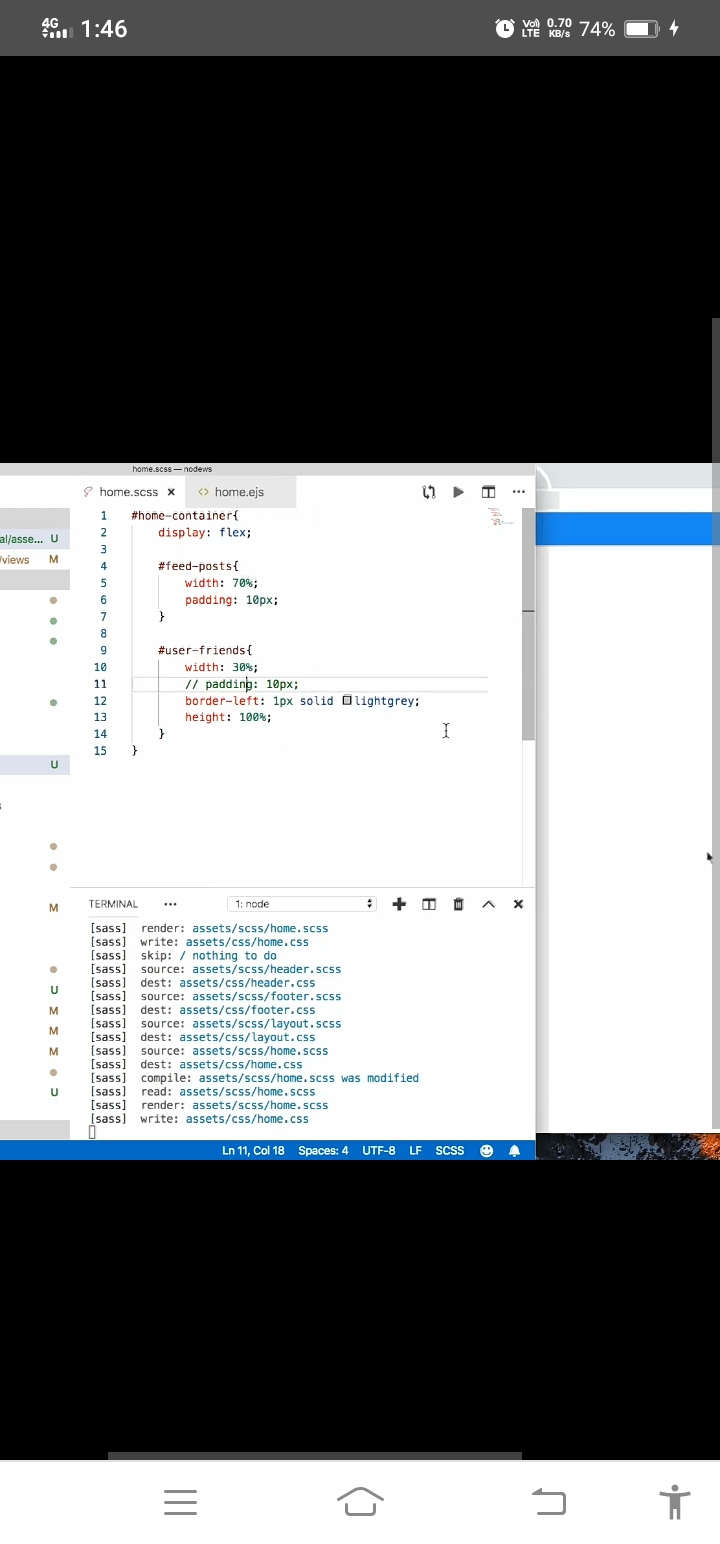 4G 1:46 Vo) LTE 0.70 KB/s 74%
home.scss — nodews
home.scss × home.ejs
al/asse... U
/views M
1 #home-container{
2 display: flex;
3
4 #feed-posts{
5 width: 70%;
6 padding: 10px;
7 }
8
9 #user-friends{
10 width: 30%;
11 // padding: 10px;
12 border-left: 1px solid lightgrey;
13 height: 100%;
14 }
15 }
U
M
U
M
M
M
U
TERMINAL ... 1: node
[sass] render: assets/scss/home.scss
[sass] write: assets/css/home.css
[sass] skip: / nothing to do
[sass] source: assets/scss/header.scss
[sass] dest: assets/css/header.css
[sass] source: assets/scss/footer.scss
[sass] dest: assets/css/footer.css
[sass] source: assets/scss/layout.scss
[sass] dest: assets/css/layout.css
[sass] source: assets/scss/home.scss
[sass] dest: assets/css/home.css
[sass] compile: assets/scss/home.scss was modified
[sass] read: assets/scss/home.scss
[sass] render: assets/scss/home.scss
[sass] write: assets/css/home.css
Ln 11, Col 18 Spaces: 4 UTF-8 LF SCSS